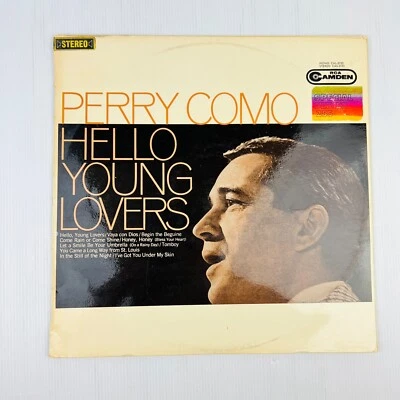 STEREO
RCA
CAMDEN
PERRY COMO
HELLO
YOUNG
LOVERS
Hello, Young Lovers/Vaya con Dios/Begin the Beguine
Come Rain or Come Shine/Honey, Honey (Bless Your Heart)
Let a Smile Be Your Umbrella (On a Rainy Day)/Tomboy
You Came a Long Way from St. Louis
In the Still of the Night/I've Got You Under My Skin